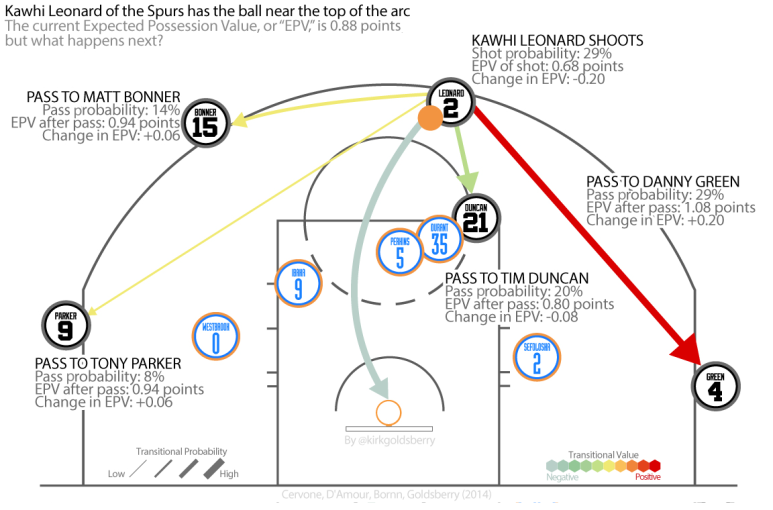 Kawhi Leonard of the Spurs has the ball near the top of the arc
The current Expected Possession Value, or "EPV," is 0.88 points
but what happens next?
KAWHI LEONARD SHOOTS
Shot probability: 29%
EPV of shot: 0.68 points
Change in EPV: -0.20
PASS TO MATT BONNER
Pass probability: 14%
EPV after pass: 0.94 points
Change in EPV: +0.06
BONNER
15
LEONARD
2
PASS TO DANNY GREEN
Pass probability: 29%
EPV after pass: 1.08 points
Change in EPV: +0.20
DUNCAN
21
DURANT
35
PERKINS
5
IBAKA
9
PASS TO TIM DUNCAN
Pass probability: 20%
EPV after pass: 0.80 points
Change in EPV: -0.08
PARKER
9
WESTBROOK
0
SEFOLOSHA
2
PASS TO TONY PARKER
Pass probability: 8%
EPV after pass: 0.94 points
Change in EPV: +0.06
GREEN
4
By @kirkgoldsberry
Transitional Probability
Low
High
Transitional Value
Negative
Positive
Cervone, D'Amour, Bornn, Goldsberry (2014)